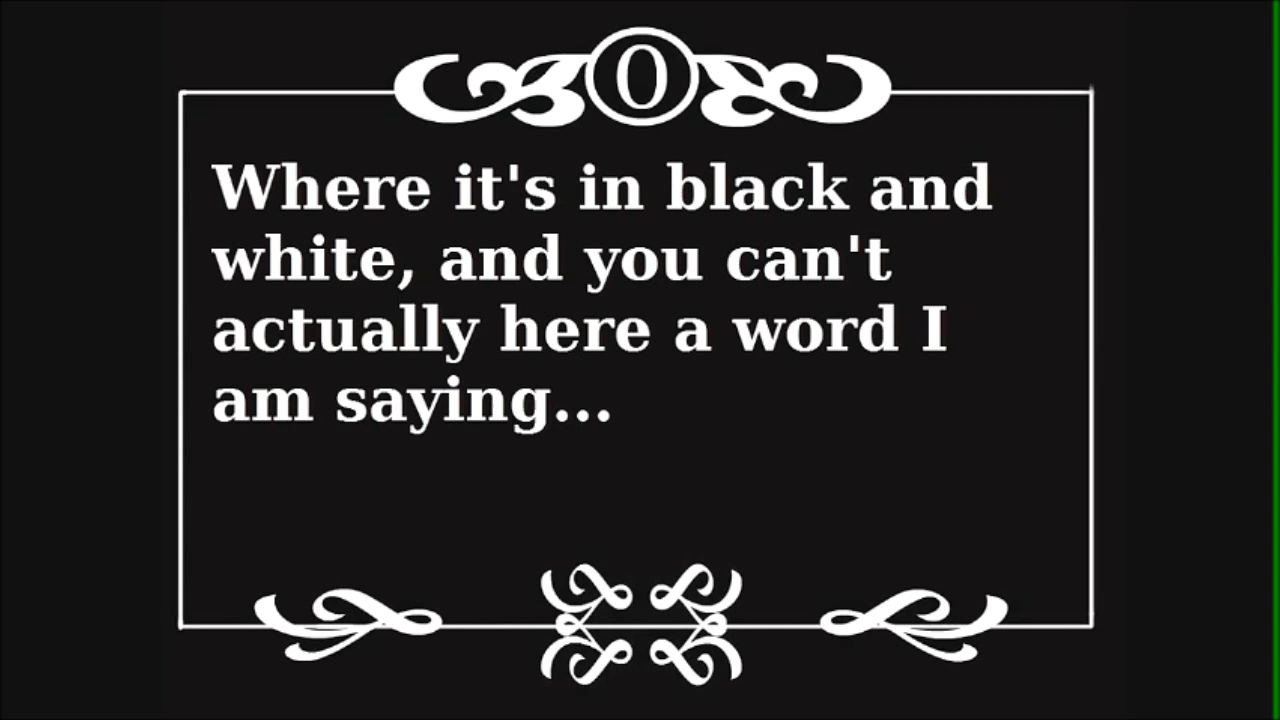 0
Where it's in black and
white, and you can't
actually here a word I
am saying...